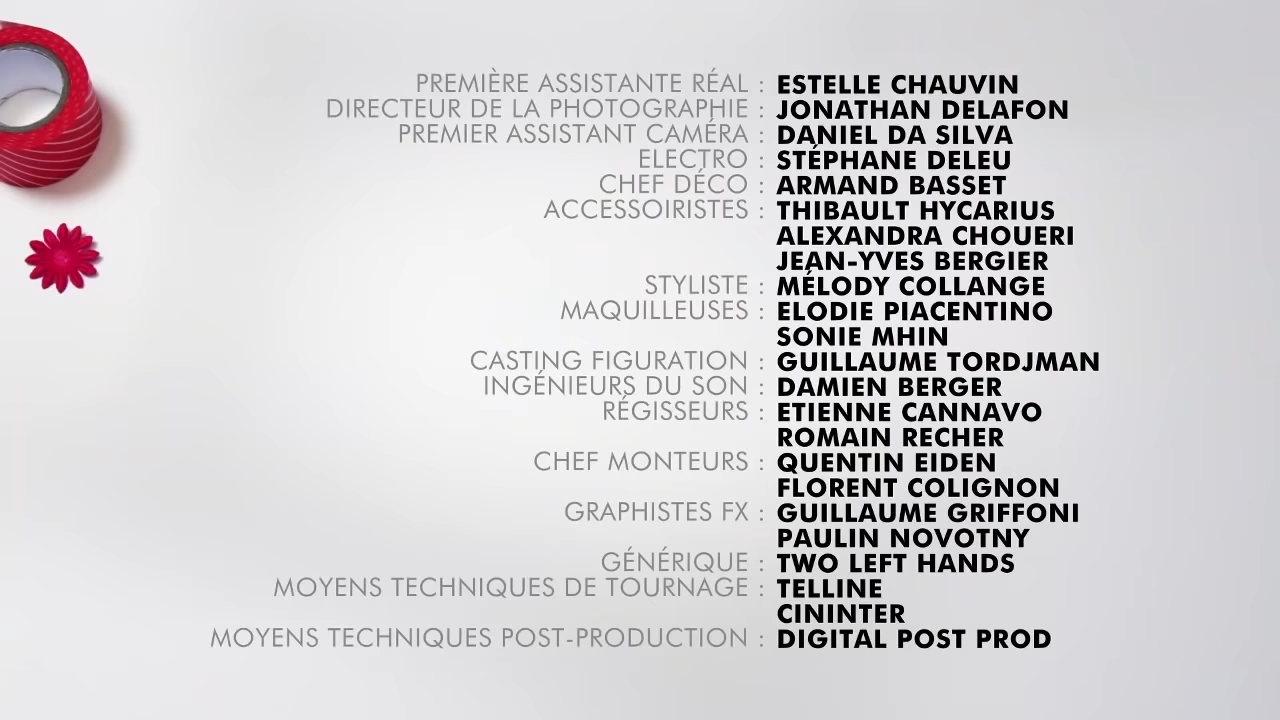 PREMIÈRE ASSISTANTE RÉAL : ESTELLE CHAUVIN
DIRECTEUR DE LA PHOTOGRAPHIE : JONATHAN DELAFON
PREMIER ASSISTANT CAMÉRA : DANIEL DA SILVA
ELECTRO : STÉPHANE DELEU
CHEF DÉCO : ARMAND BASSET
ACCESSOIRISTES : THIBAULT HYCARIUS
ALEXANDRA CHOUERI
JEAN-YVES BERGIER
STYLISTE : MÉLODY COLLANGE
MAQUILLEUSES : ELODIE PIACENTINO
SONIE MHIN
CASTING FIGURATION : GUILLAUME TORDJMAN
INGÉNIEURS DU SON : DAMIEN BERGER
RÉGISSEURS : ETIENNE CANNAVO
ROMAIN RECHER
CHEF MONTEURS : QUENTIN EIDEN
FLORENT COLIGNON
GRAPHISTES FX : GUILLAUME GRIFFONI
PAULIN NOVOTNY
GÉNÉRIQUE : TWO LEFT HANDS
MOYENS TECHNIQUES DE TOURNAGE : TELLINE
CININTER
MOYENS TECHNIQUES POST-PRODUCTION : DIGITAL POST PROD